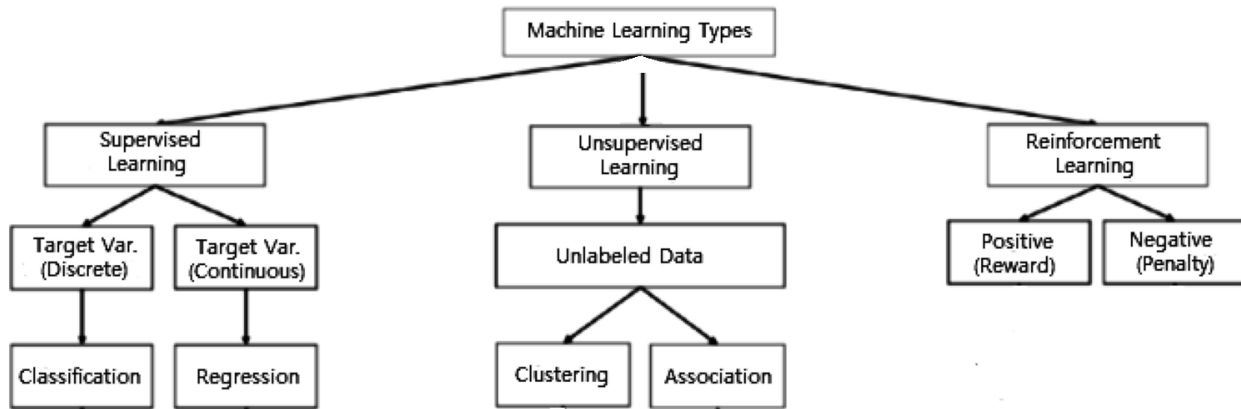 Machine Learning Types
Supervised
Learning
Unsupervised
Learning
Reinforcement
Learning
Target Var.
(Discrete)
Target Var.
(Continuous)
Unlabeled Data
Positive
(Reward)
Negative
(Penalty)
Classification
Regression
Clustering
Association